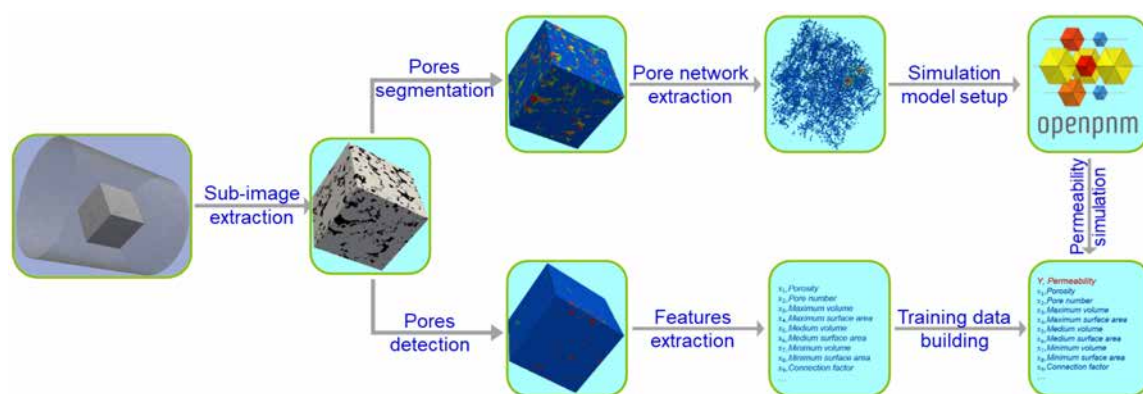 Pores
segmentation
Pore network
extraction
Simulation
model setup
openpnm
Sub-image
extraction
Permeability
simulation
Pores
detection
Features
extraction
x₁,Porosity
x₂,Pore number
x₃,Maximum volume
x₄,Maximum surface area
x₅,Medium volume
x₆,Medium surface area
x₇,Minimum volume
x₈,Minimum surface area
x₉,Connection factor
...
Training data
building
Y, Permeability
x₁,Porosity
x₂,Pore number
x₃,Maximum volume
x₄,Maximum surface area
x₅,Medium volume
x₆,Medium surface area
x₇,Minimum volume
x₈,Minimum surface area
x₉,Connection factor
...